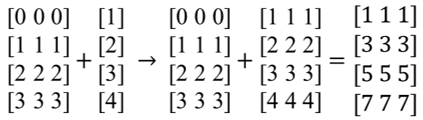 [0 0 0] [1] [0 0 0] [1 1 1] [1 1 1]
[1 1 1] [2] [1 1 1] [2 2 2] [3 3 3]
+ → + =
[2 2 2] [3] [2 2 2] [3 3 3] [5 5 5]
[3 3 3] [4] [3 3 3] [4 4 4] [7 7 7]